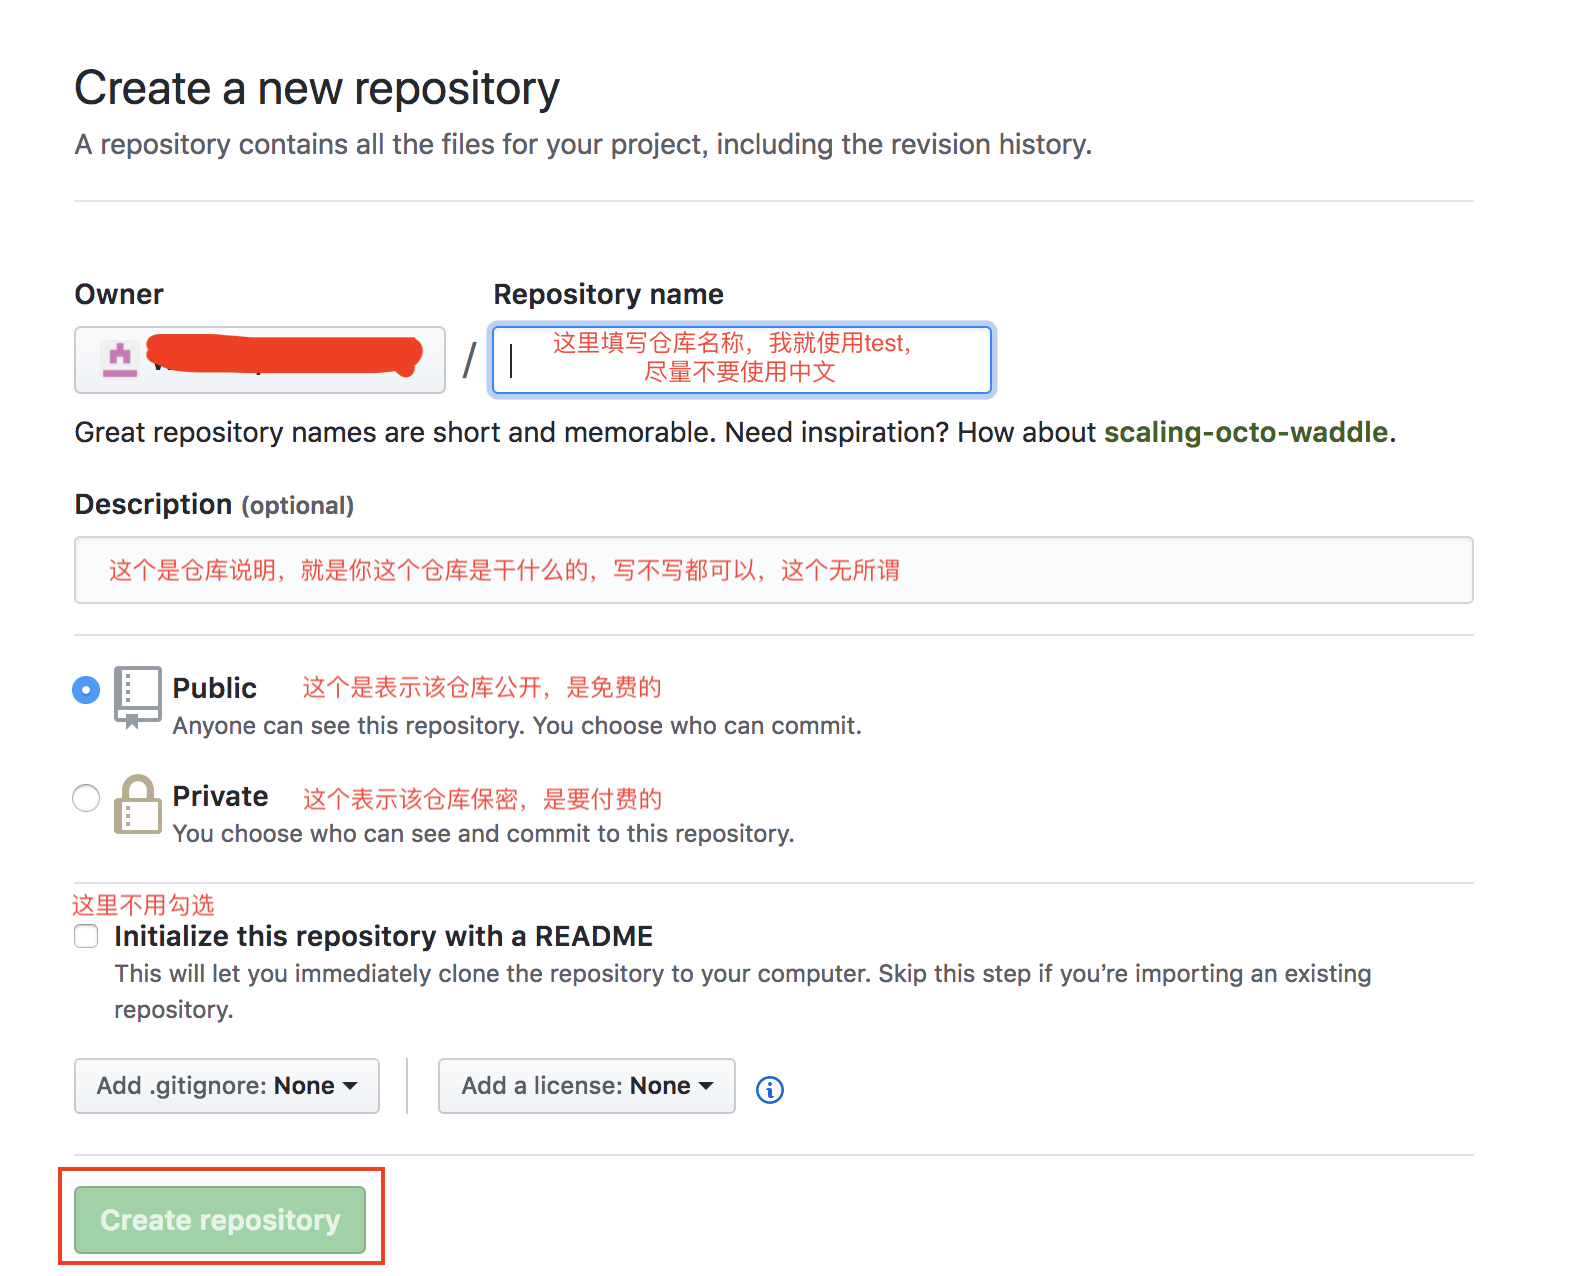 Create a new repository
A repository contains all the files for your project, including the revision history.
Owner
Repository name
/
这里填写仓库名称，我就使用test，
尽量不要使用中文
Great repository names are short and memorable. Need inspiration? How about scaling-octo-waddle.
Description (optional)
这个是仓库说明，就是你这个仓库是干什么的，写不写都可以，这个无所谓
Public 这个是表示该仓库公开，是免费的
Anyone can see this repository. You choose who can commit.
Private 这个表示该仓库保密，是要付费的
You choose who can see and commit to this repository.
这里不用勾选
Initialize this repository with a README
This will let you immediately clone the repository to your computer. Skip this step if you’re importing an existing
repository.
Add .gitignore: None
Add a license: None
Create repository